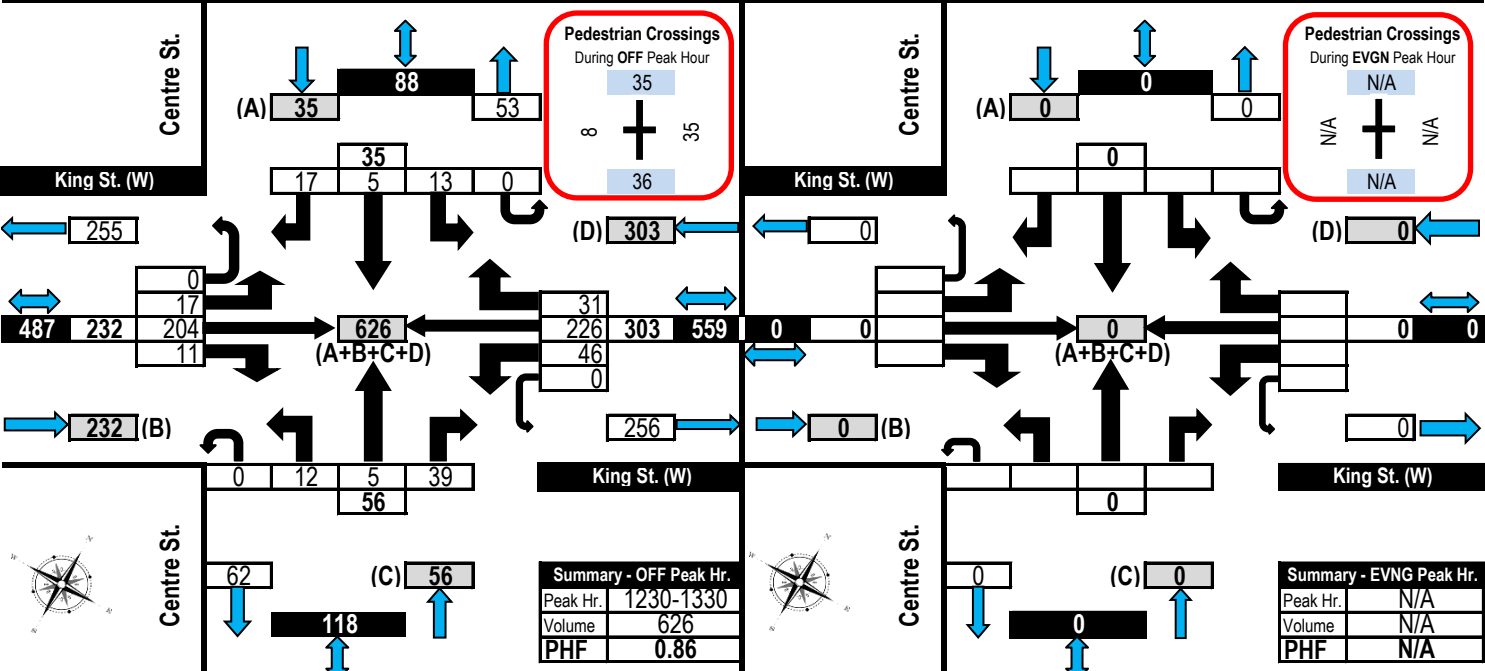 Centre St.
(A) 35
88
53
Pedestrian Crossings
During OFF Peak Hour
35
8
35
36
35
17 5 13 0
King St. (W)
255
(D) 303
0
17
487 232 204
11
626
(A+B+C+D)
31
226 303 559
46
0
232 (B)
256
0 12 5 39
56
King St. (W)
Centre St.
62
(C) 56
118
Summary - OFF Peak Hr.
Peak Hr. 1230-1330
Volume 626
PHF 0.86
Centre St.
(A) 0
0
0
Pedestrian Crossings
During EVGN Peak Hour
N/A
N/A
N/A
N/A
0
King St. (W)
0
(D) 0
0 0
0
(A+B+C+D)
0 0
0 (B)
0
0
King St. (W)
Centre St.
0
(C) 0
0
Summary - EVNG Peak Hr.
Peak Hr. N/A
Volume N/A
PHF N/A